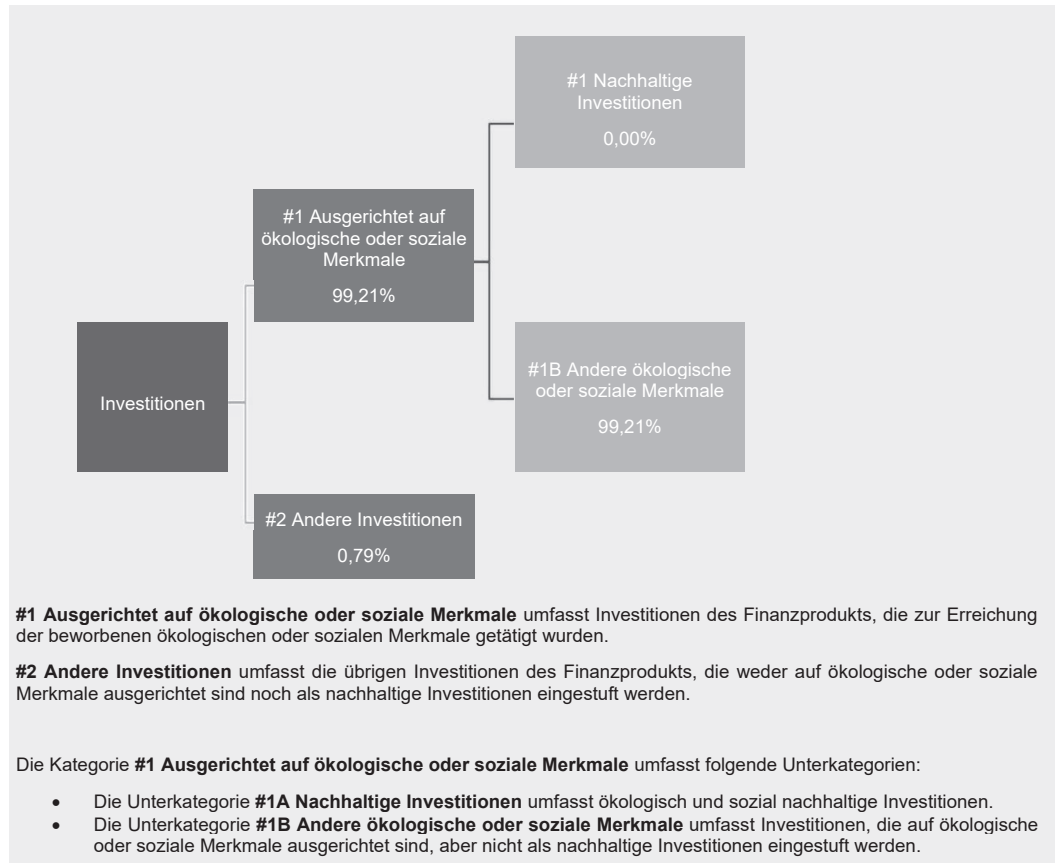 #1 Nachhaltige
Investitionen
0,00%
#1 Ausgerichtet auf
ökologische oder soziale
Merkmale
99,21%
#1B Andere ökologische
oder soziale Merkmale
99,21%
Investitionen
#2 Andere Investitionen
0,79%
#1 Ausgerichtet auf ökologische oder soziale Merkmale umfasst Investitionen des Finanzprodukts, die zur Erreichung
der beworbenen ökologischen oder sozialen Merkmale getätigt wurden.
#2 Andere Investitionen umfasst die übrigen Investitionen des Finanzprodukts, die weder auf ökologische oder soziale
Merkmale ausgerichtet sind noch als nachhaltige Investitionen eingestuft werden.
Die Kategorie #1 Ausgerichtet auf ökologische oder soziale Merkmale umfasst folgende Unterkategorien:
• Die Unterkategorie #1A Nachhaltige Investitionen umfasst ökologisch und sozial nachhaltige Investitionen.
• Die Unterkategorie #1B Andere ökologische oder soziale Merkmale umfasst Investitionen, die auf ökologische
oder soziale Merkmale ausgerichtet sind, aber nicht als nachhaltige Investitionen eingestuft werden.